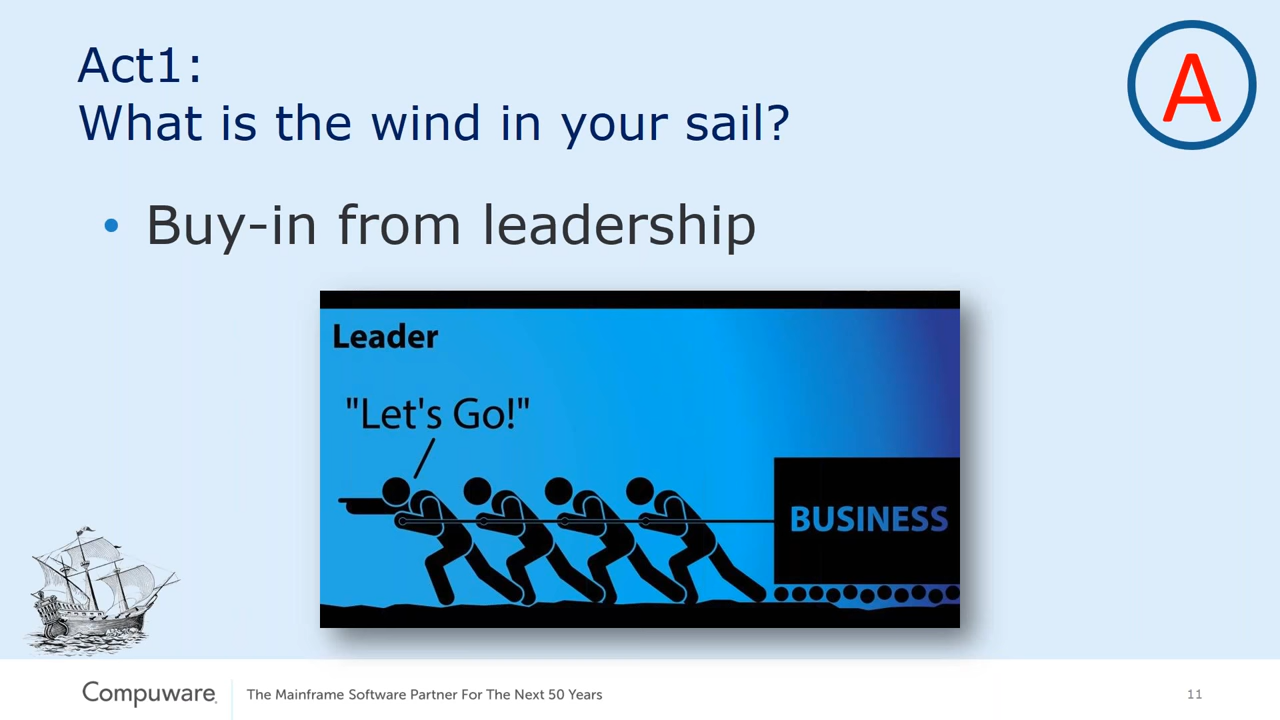 Act1:
What is the wind in your sail?
A
• Buy-in from leadership
Leader
"Let's Go!"
BUSINESS
Compuware
The Mainframe Software Partner For The Next 50 Years
11